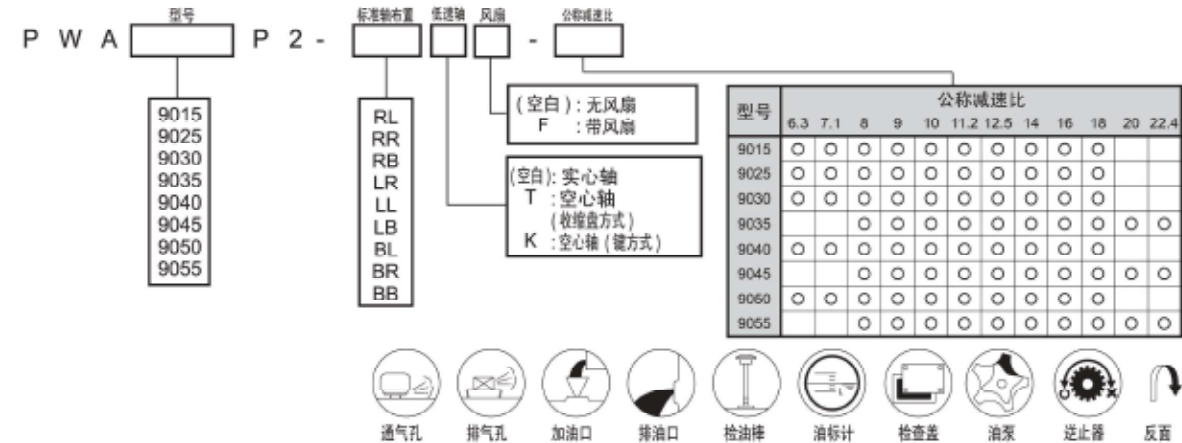 型号 标准轴布置 低速轴 风扇 公称减速比
P W A P 2 - -
9015
9025
9030
9035
9040
9045
9050
9055
RL
RR
RB
LR
LL
LB
BL
BR
BB
(空白)：无风扇
F ：带风扇
(空白)：实心轴
T ：空心轴
(收缩盘方式)
K ：空心轴(键方式)
型号 公称减速比
6.3 7.1 8 9 10 11.2 12.5 14 16 18 20 22.4
9015 ○ ○ ○ ○ ○ ○ ○ ○ ○ ○
9025 ○ ○ ○ ○ ○ ○ ○ ○ ○ ○
9030 ○ ○ ○ ○ ○ ○ ○ ○ ○ ○
9035 ○ ○ ○ ○ ○ ○ ○ ○ ○ ○
9040 ○ ○ ○ ○ ○ ○ ○ ○ ○ ○
9045 ○ ○ ○ ○ ○ ○ ○ ○ ○ ○
9060 ○ ○ ○ ○ ○ ○ ○ ○ ○ ○
9055 ○ ○ ○ ○ ○ ○ ○ ○ ○ ○
通气孔 排气孔 加油口 排油口 检油棒 油标计 检查盖 油泵 逆止器 反面